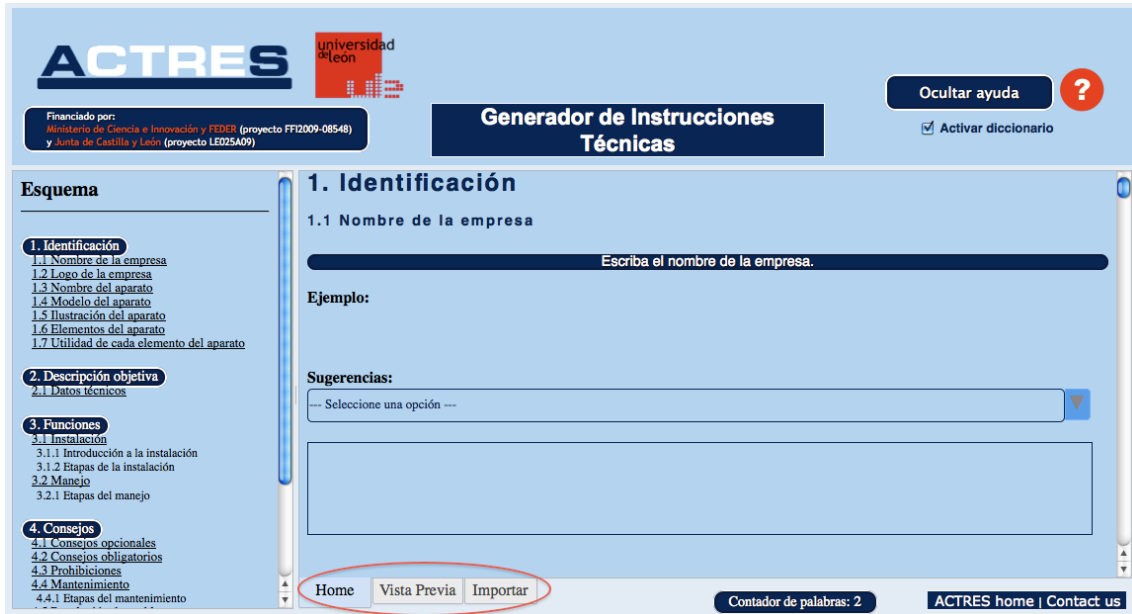 ACTRES
universidad
de león
ule
Financiado por:
Ministerio de Ciencia e Innovación y FEDER (proyecto FFI2009-08548)
y Junta de Castilla y León (proyecto LE025A09)
Generador de Instrucciones
Técnicas
Ocultar ayuda
?
Activar diccionario
Esquema
1. Identificación
1.1 Nombre de la empresa
1.2 Logo de la empresa
1.3 Nombre del aparato
1.4 Modelo del aparato
1.5 Ilustración del aparato
1.6 Elementos del aparato
1.7 Utilidad de cada elemento del aparato
2. Descripción objetiva
2.1 Datos técnicos
3. Funciones
3.1 Instalación
3.1.1 Introducción a la instalación
3.1.2 Etapas de la instalación
3.2 Manejo
3.2.1 Etapas del manejo
4. Consejos
4.1 Consejos opcionales
4.2 Consejos obligatorios
4.3 Prohibiciones
4.4 Mantenimiento
4.4.1 Etapas del mantenimiento
1. Identificación
1.1 Nombre de la empresa
Escriba el nombre de la empresa.
Ejemplo:
Sugerencias:
--- Seleccione una opción ---
Home Vista Previa Importar
Contador de palabras: 2
ACTRES home | Contact us